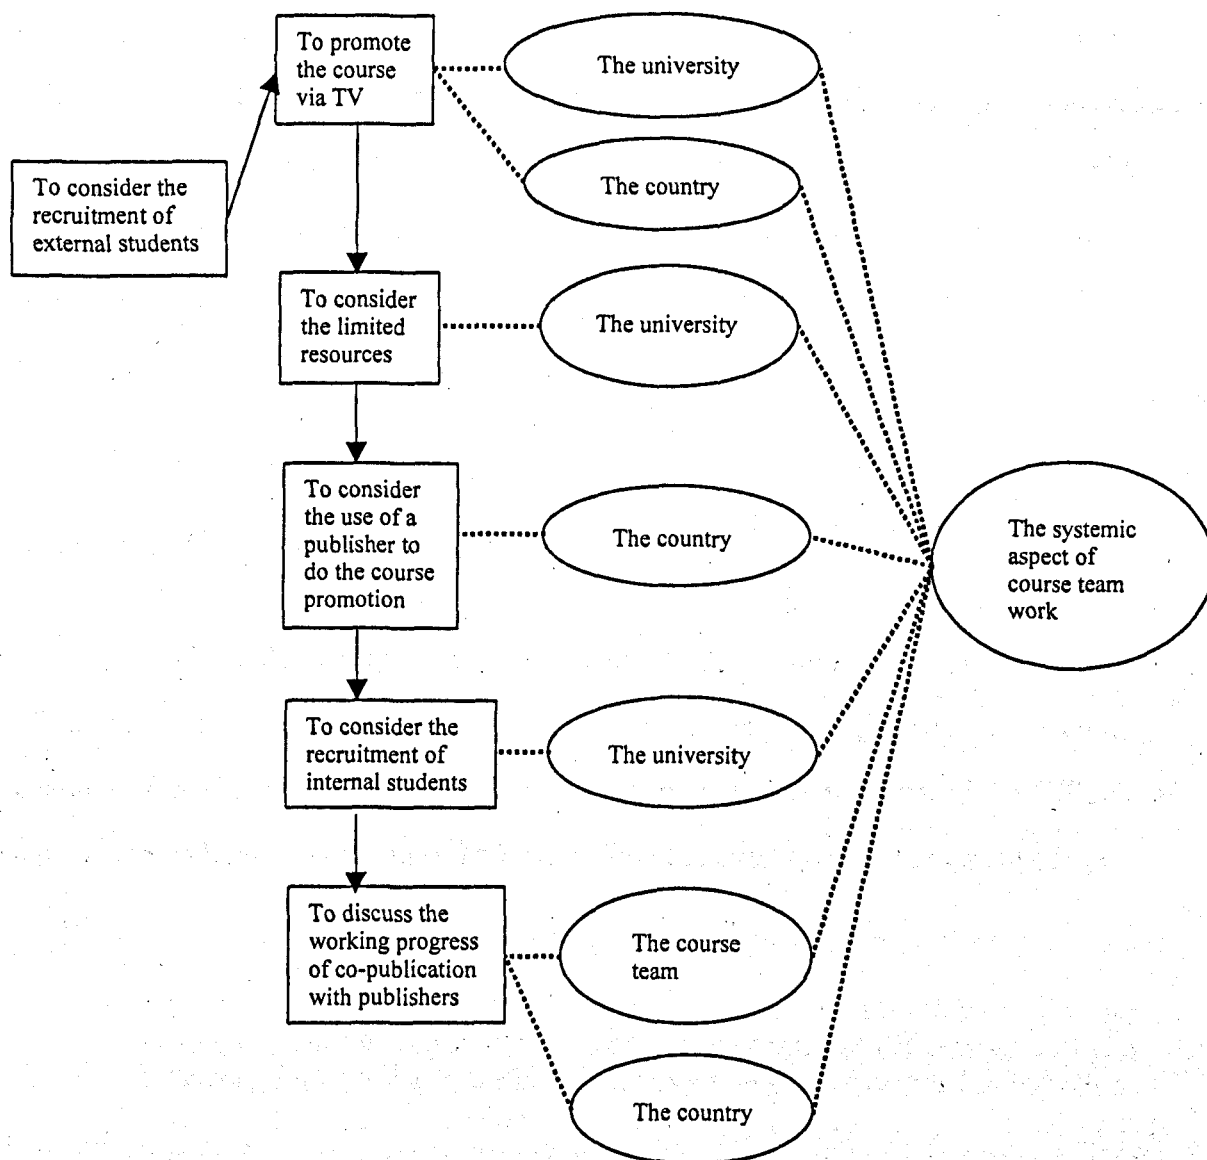 To promote
the course
via TV
The university
The country
To consider the
recruitment of
external students
To consider
the limited
resources
The university
To consider
the use of a
publisher to
do the course
promotion
The country
The systemic
aspect of
course team
work
To consider the
recruitment of
internal students
The university
To discuss the
working progress
of co-publication
with publishers
The course
team
The country